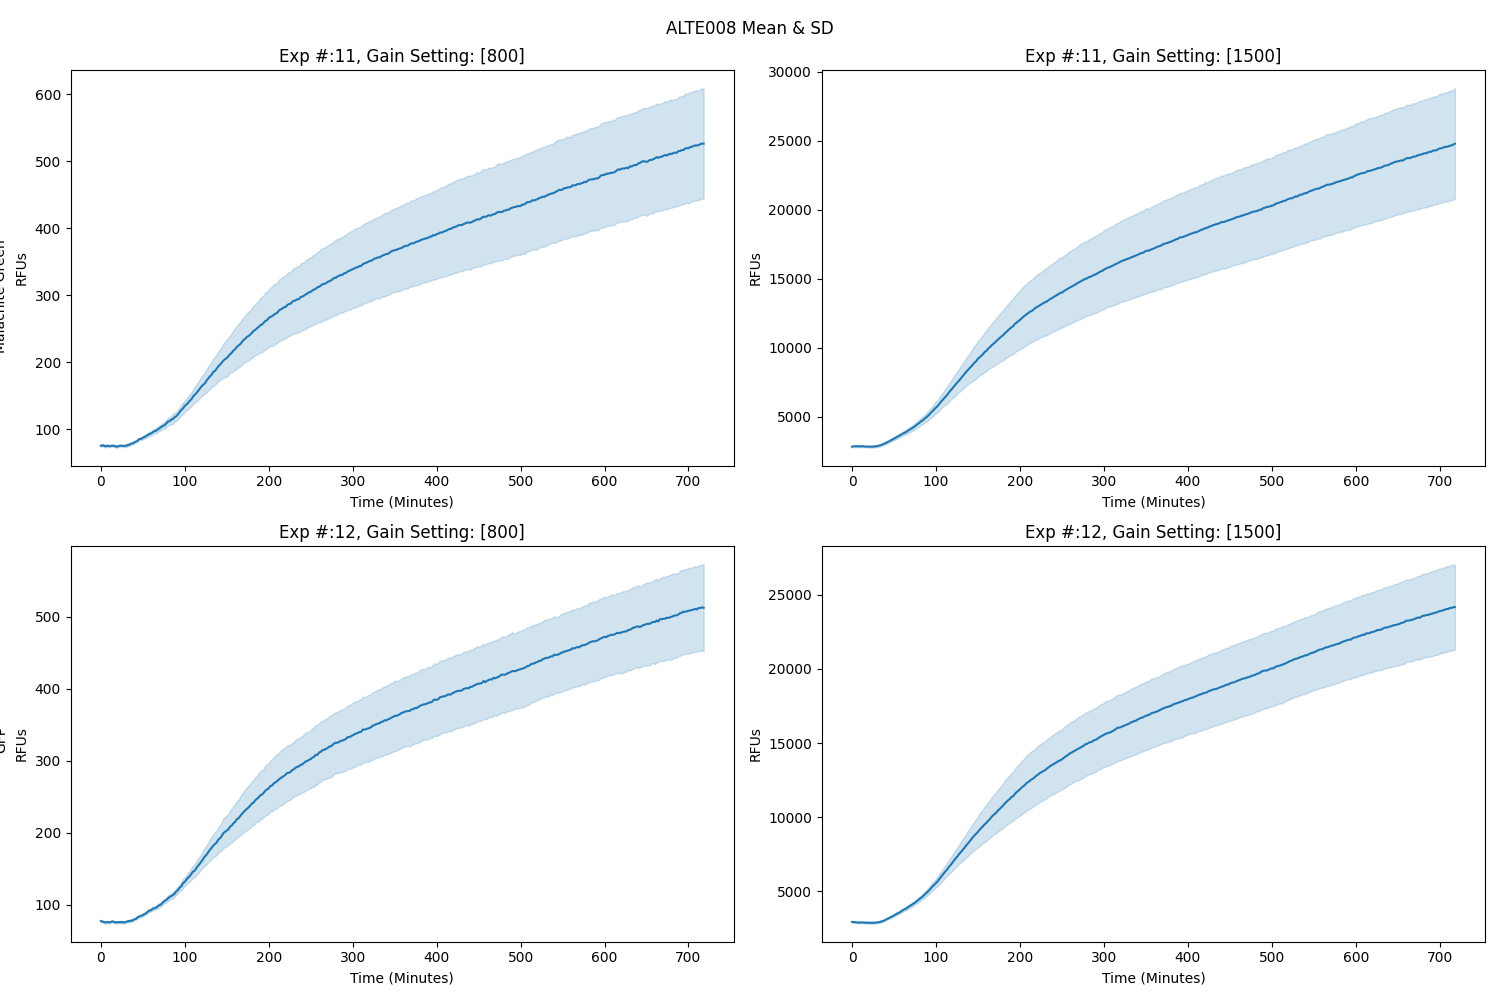 ALTE008 Mean & SD
Exp #:11, Gain Setting: [800]
600
500
400
300
200
100
RFUs
0 100 200 300 400 500 600 700
Time (Minutes)
Exp #:11, Gain Setting: [1500]
30000
25000
20000
15000
10000
5000
RFUs
0 100 200 300 400 500 600 700
Time (Minutes)
Exp #:12, Gain Setting: [800]
500
400
300
200
100
RFUs
0 100 200 300 400 500 600 700
Time (Minutes)
Exp #:12, Gain Setting: [1500]
25000
20000
15000
10000
5000
RFUs
0 100 200 300 400 500 600 700
Time (Minutes)